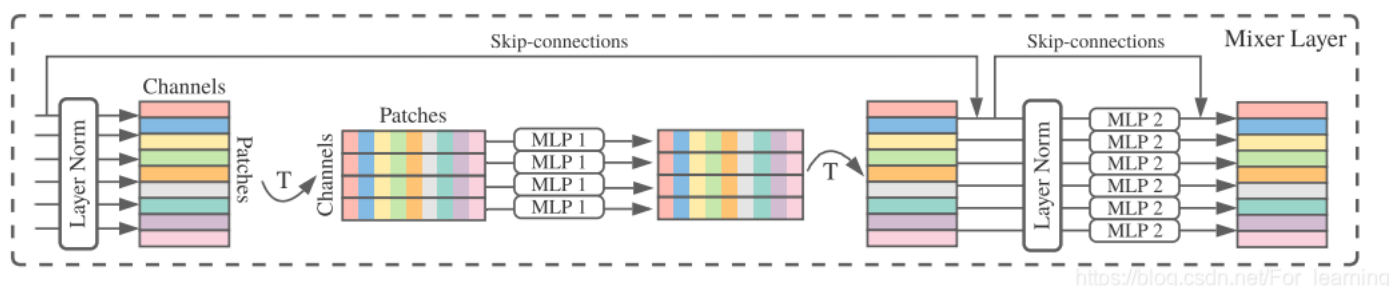 Skip-connections
Skip-connections
Mixer Layer
Channels
Layer Norm
Patches
T
Patches
Channels
MLP 1
MLP 1
MLP 1
MLP 1
T
Layer Norm
MLP 2
MLP 2
MLP 2
MLP 2
MLP 2
MLP 2
https://blog.csdn.net/For_learning